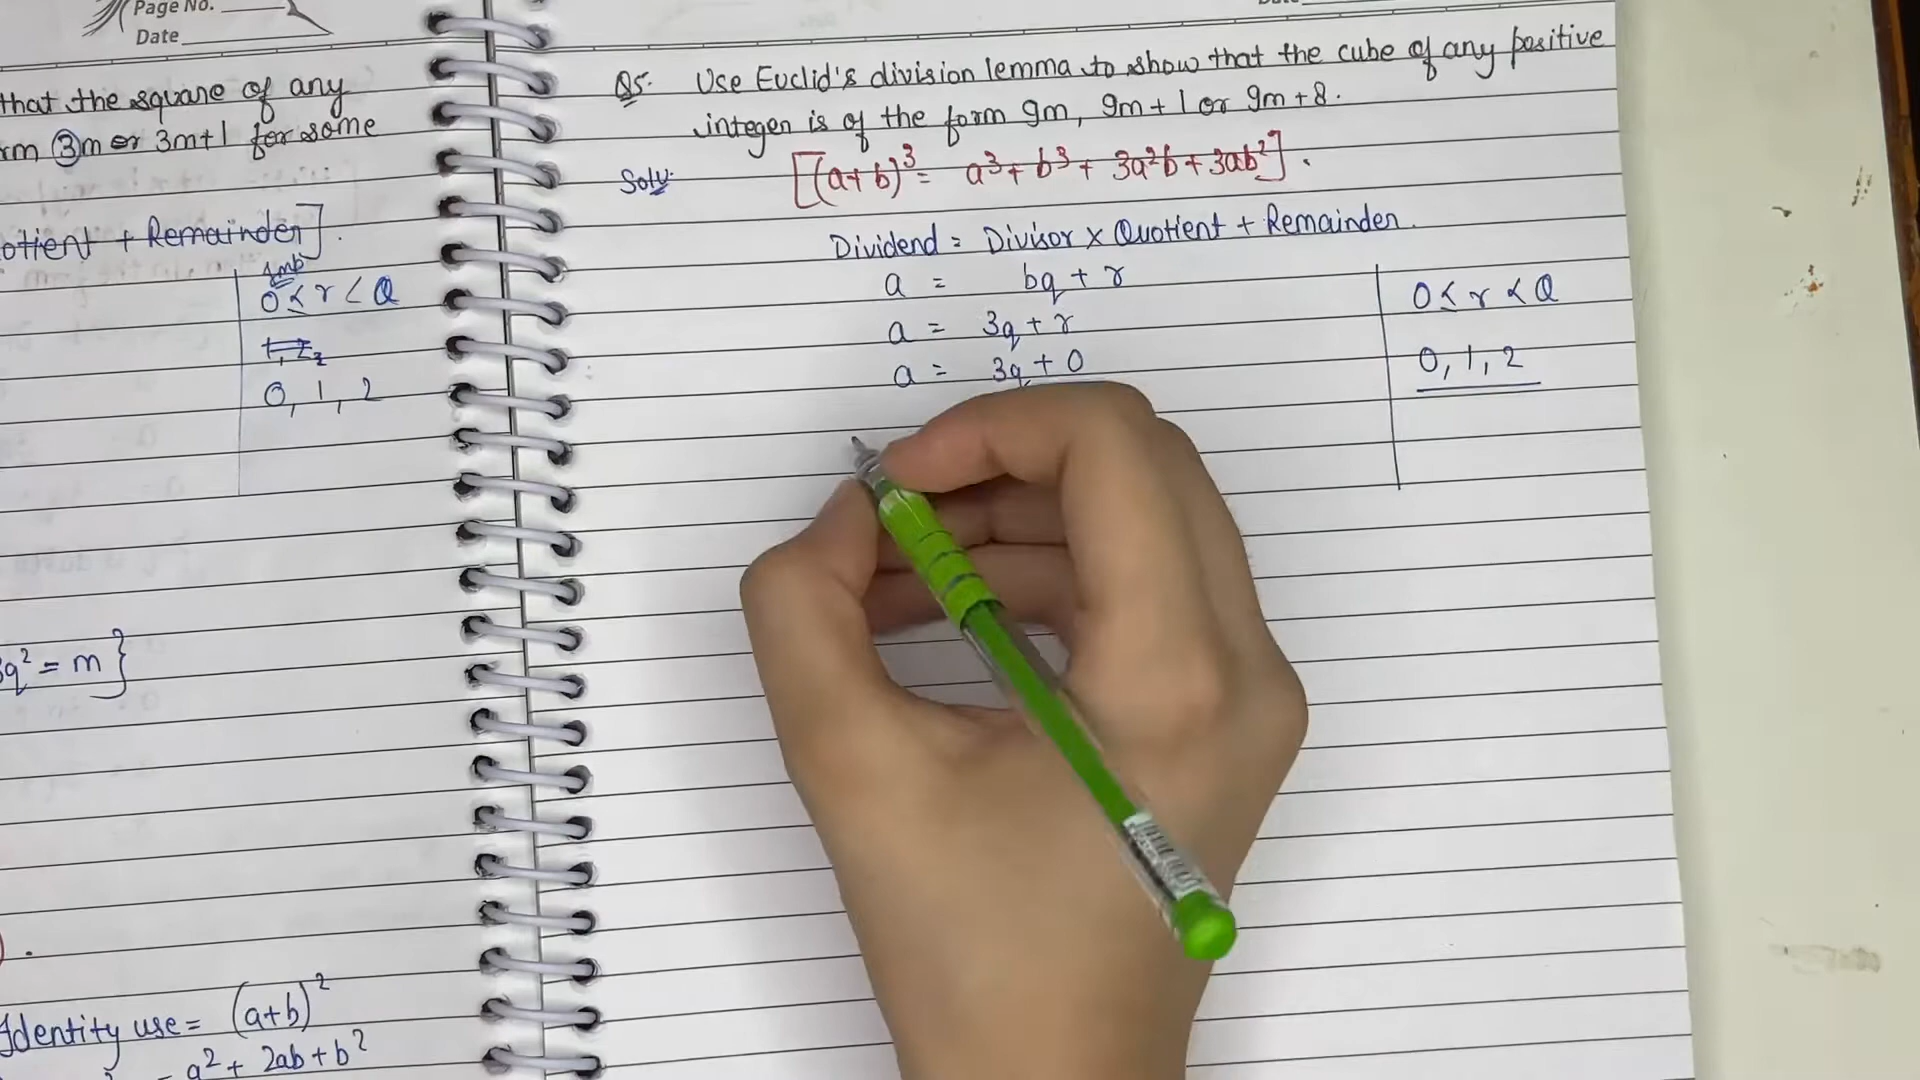 Page No.
Date
that the square of any
rm 3m or 3m+1 for some
otient + Remainder].
0 ≤ r < Q
0, 1, 2
3q² = m}
Identity use = (a+b)²
= a² + 2ab + b²
Q5. Use Euclid's division lemma to show that the cube of any positive
integer is of the form 9m, 9m+1 or 9m+8.
Solu.
[(a+b)³ = a³ + b³ + 3a²b + 3ab²].
Dividend = Divisor × Quotient + Remainder.
a = bq + r
a = 3q + r
a = 3q + 0
0 ≤ r < Q
0, 1, 2